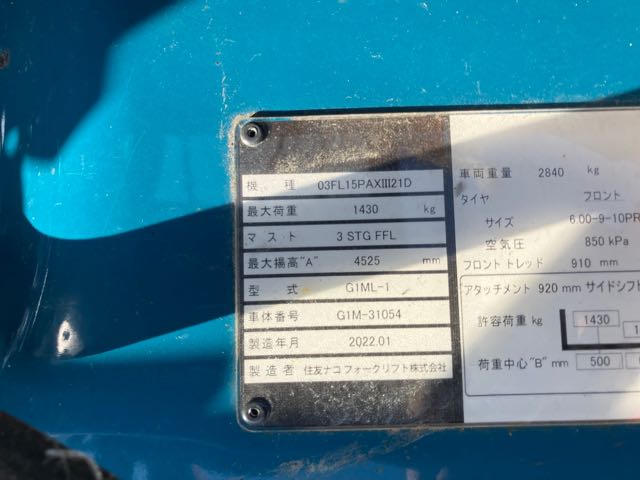 機 種 03FL15PAXⅢ21D
最大荷重 1430 kg
マ ス ト 3 STG FFL
最大揚高"A" 4525 mm
型 式 G1ML-1
車体番号 G1M-31054
製造年月 2022.01
製 造 者 住友ナコ フォークリフト株式会社
車両重量 2840 kg
タイヤ フロント
サイズ 6.00-9-10PR
空気圧 850 kPa
フロント トレッド 910 mm
アタッチメント 920 mm サイドシフト
許容荷重 kg 1430
荷重中心"B" mm 500